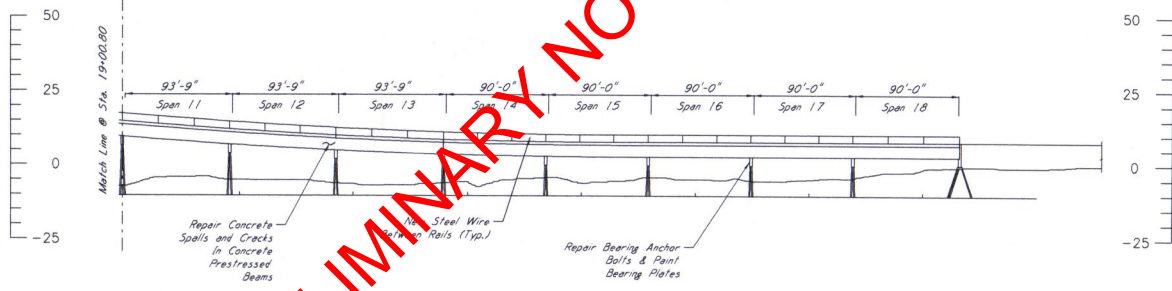 50
50
93'-9"
93'-9"
93'-9"
90'-0"
90'-0"
90'-0"
90'-0"
90'-0"
25
25
Span 11
Span 12
Span 13
Span 14
Span 15
Span 16
Span 17
Span 18
Match Line @ Sta. 19+00.80
0
0
Repair Concrete
Spalls and Cracks
In Concrete
Prestressed
Beams
Steel Wire
Between Rails (Typ.)
Repair Bearing Anchor
Bolts & Paint
Bearing Plates
-25
-25
LIMINARY NO